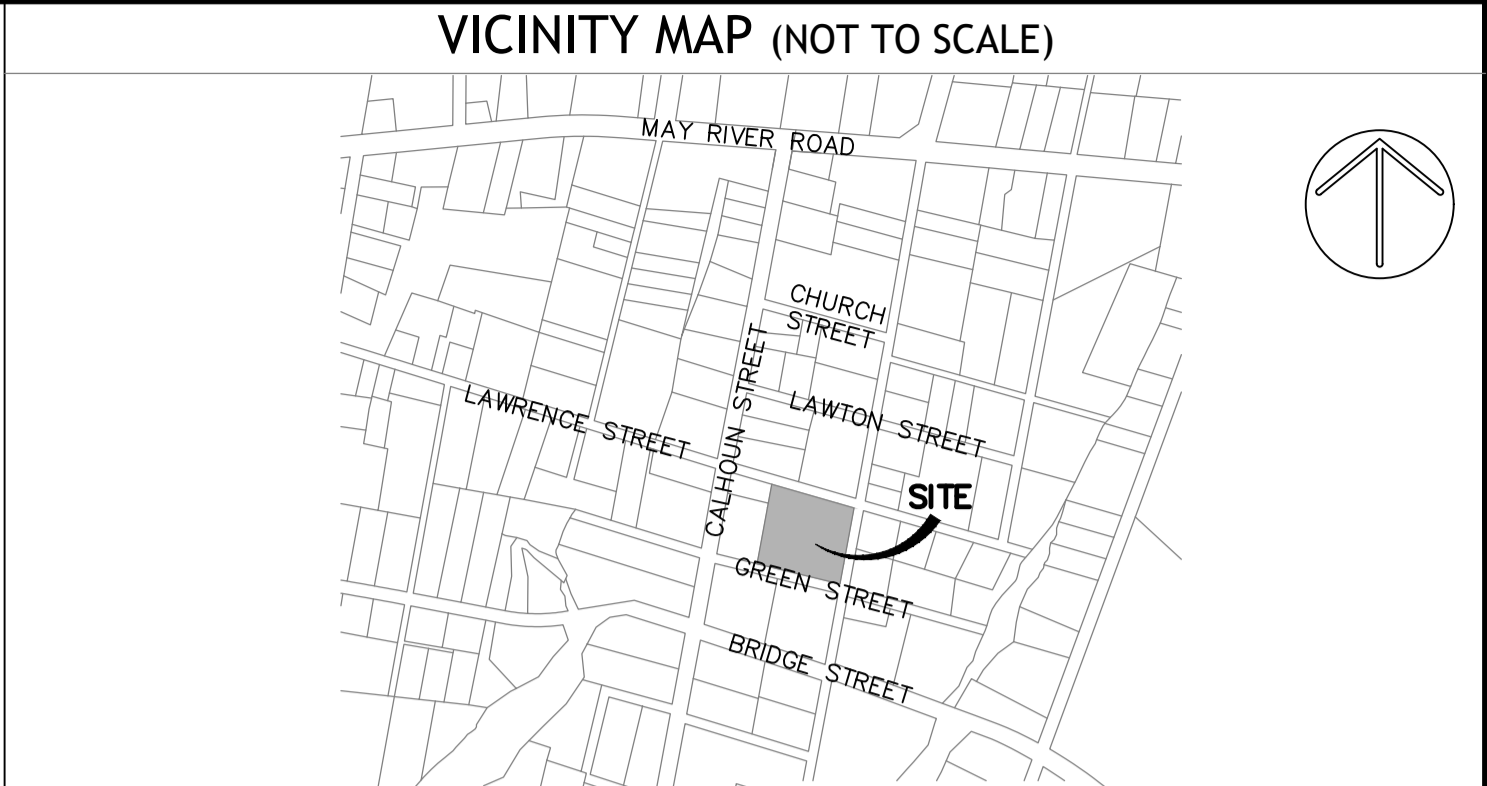 VICINITY MAP (NOT TO SCALE)
MAY RIVER ROAD
CHURCH
STREET
CALHOUN STREET
LAWRENCE STREET
LAWTON STREET
SITE
GREEN STREET
BRIDGE STREET